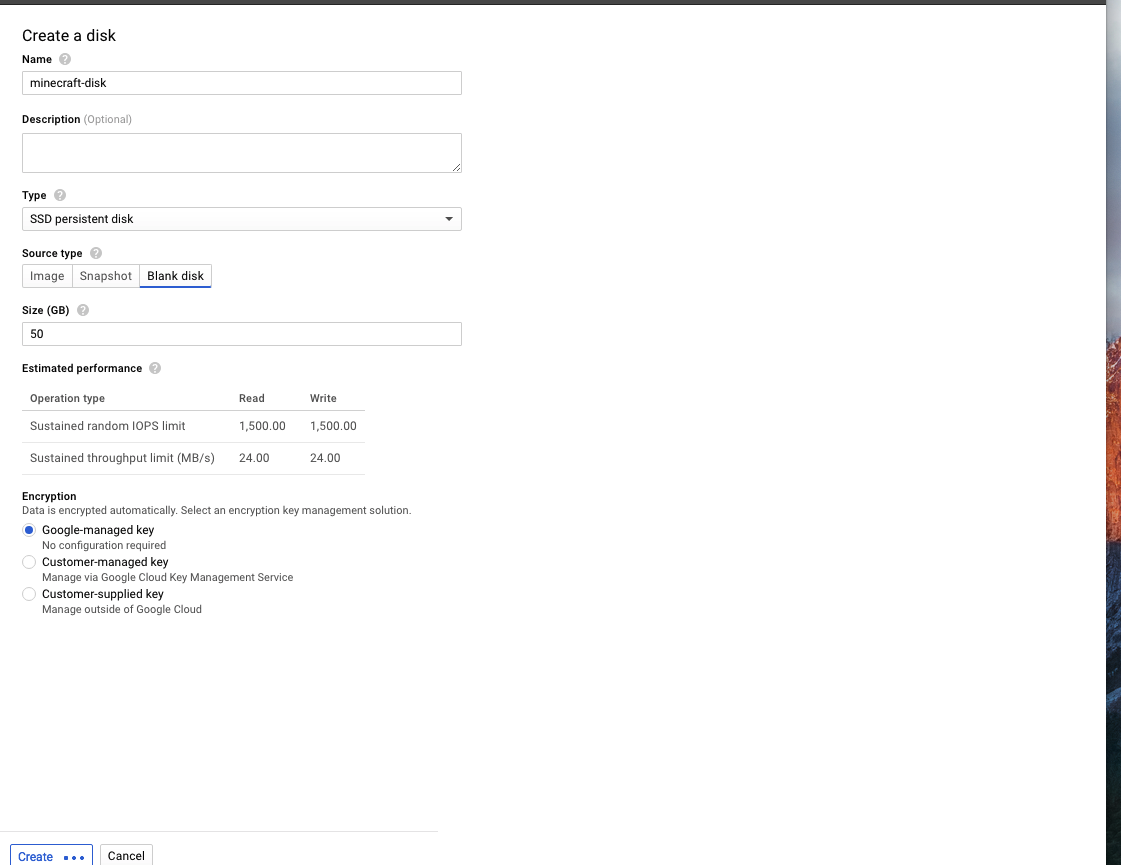 Create a disk
Name ?
minecraft-disk
Description (Optional)
Type ?
SSD persistent disk
Source type ?
Image Snapshot Blank disk
Size (GB) ?
50
Estimated performance ?
Operation type Read Write
Sustained random IOPS limit 1,500.00 1,500.00
Sustained throughput limit (MB/s) 24.00 24.00
Encryption
Data is encrypted automatically. Select an encryption key management solution.
Google-managed key
No configuration required
Customer-managed key
Manage via Google Cloud Key Management Service
Customer-supplied key
Manage outside of Google Cloud
Create Cancel